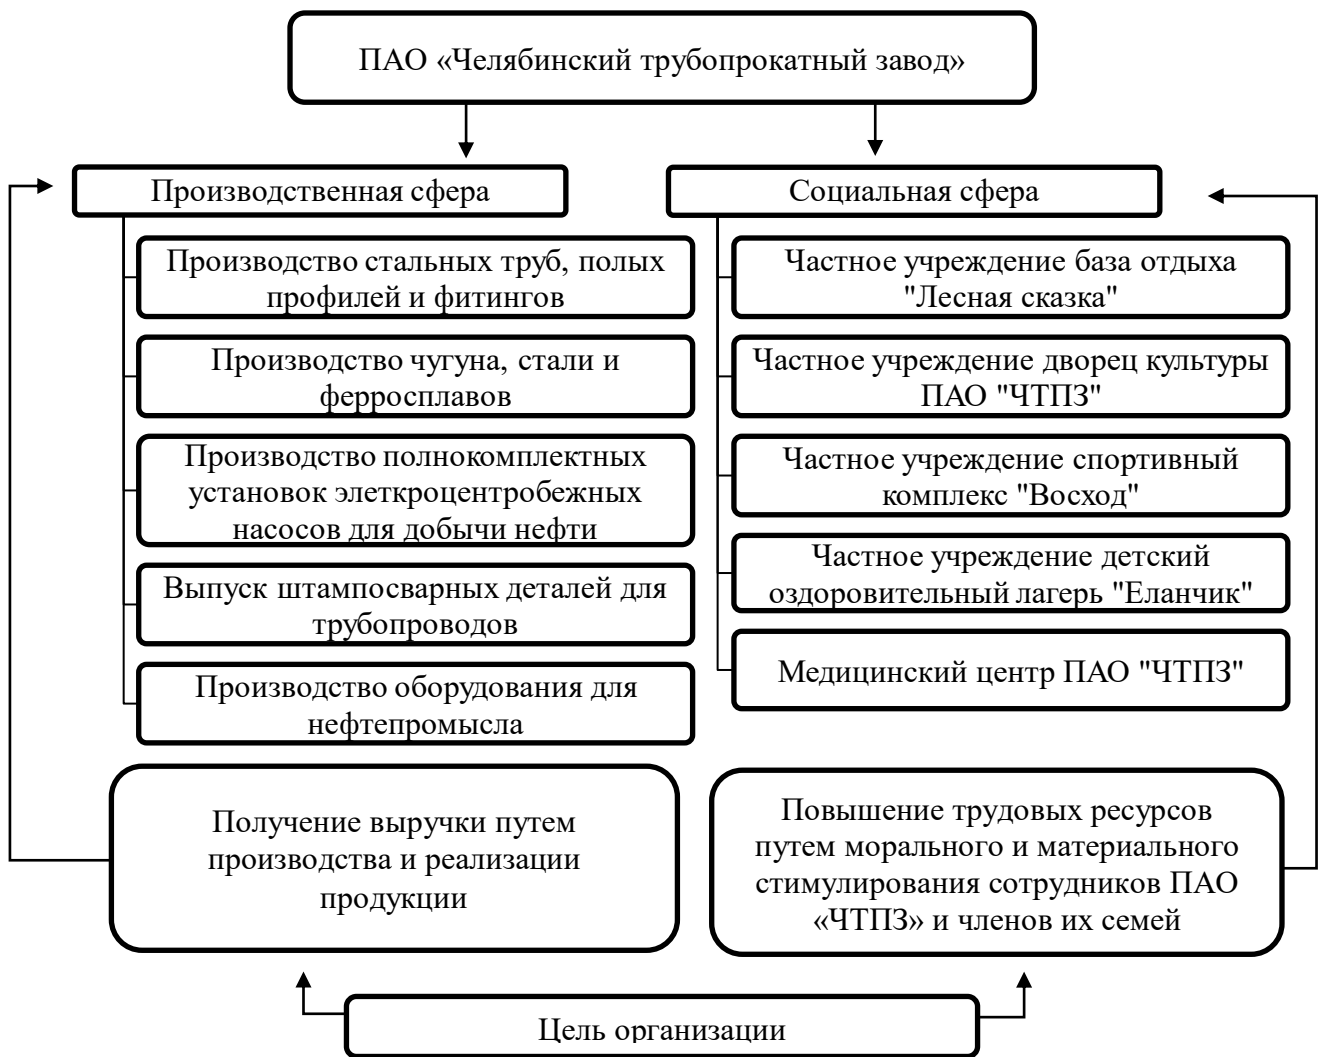 ПАО «Челябинский трубопрокатный завод»
Производственная сфера
Производство стальных труб, полых
профилей и фитингов
Производство чугуна, стали и
ферросплавов
Производство полнокомплектных
установок элеткроцентробежных
насосов для добычи нефти
Выпуск штампосварных деталей для
трубопроводов
Производство оборудования для
нефтепромысла
Социальная сфера
Частное учреждение база отдыха
"Лесная сказка"
Частное учреждение дворец культуры
ПАО "ЧТПЗ"
Частное учреждение спортивный
комплекс "Восход"
Частное учреждение детский
оздоровительный лагерь "Еланчик"
Медицинский центр ПАО "ЧТПЗ"
Получение выручки путем
производства и реализации
продукции
Повышение трудовых ресурсов
путем морального и материального
стимулирования сотрудников ПАО
«ЧТПЗ» и членов их семей
Цель организации